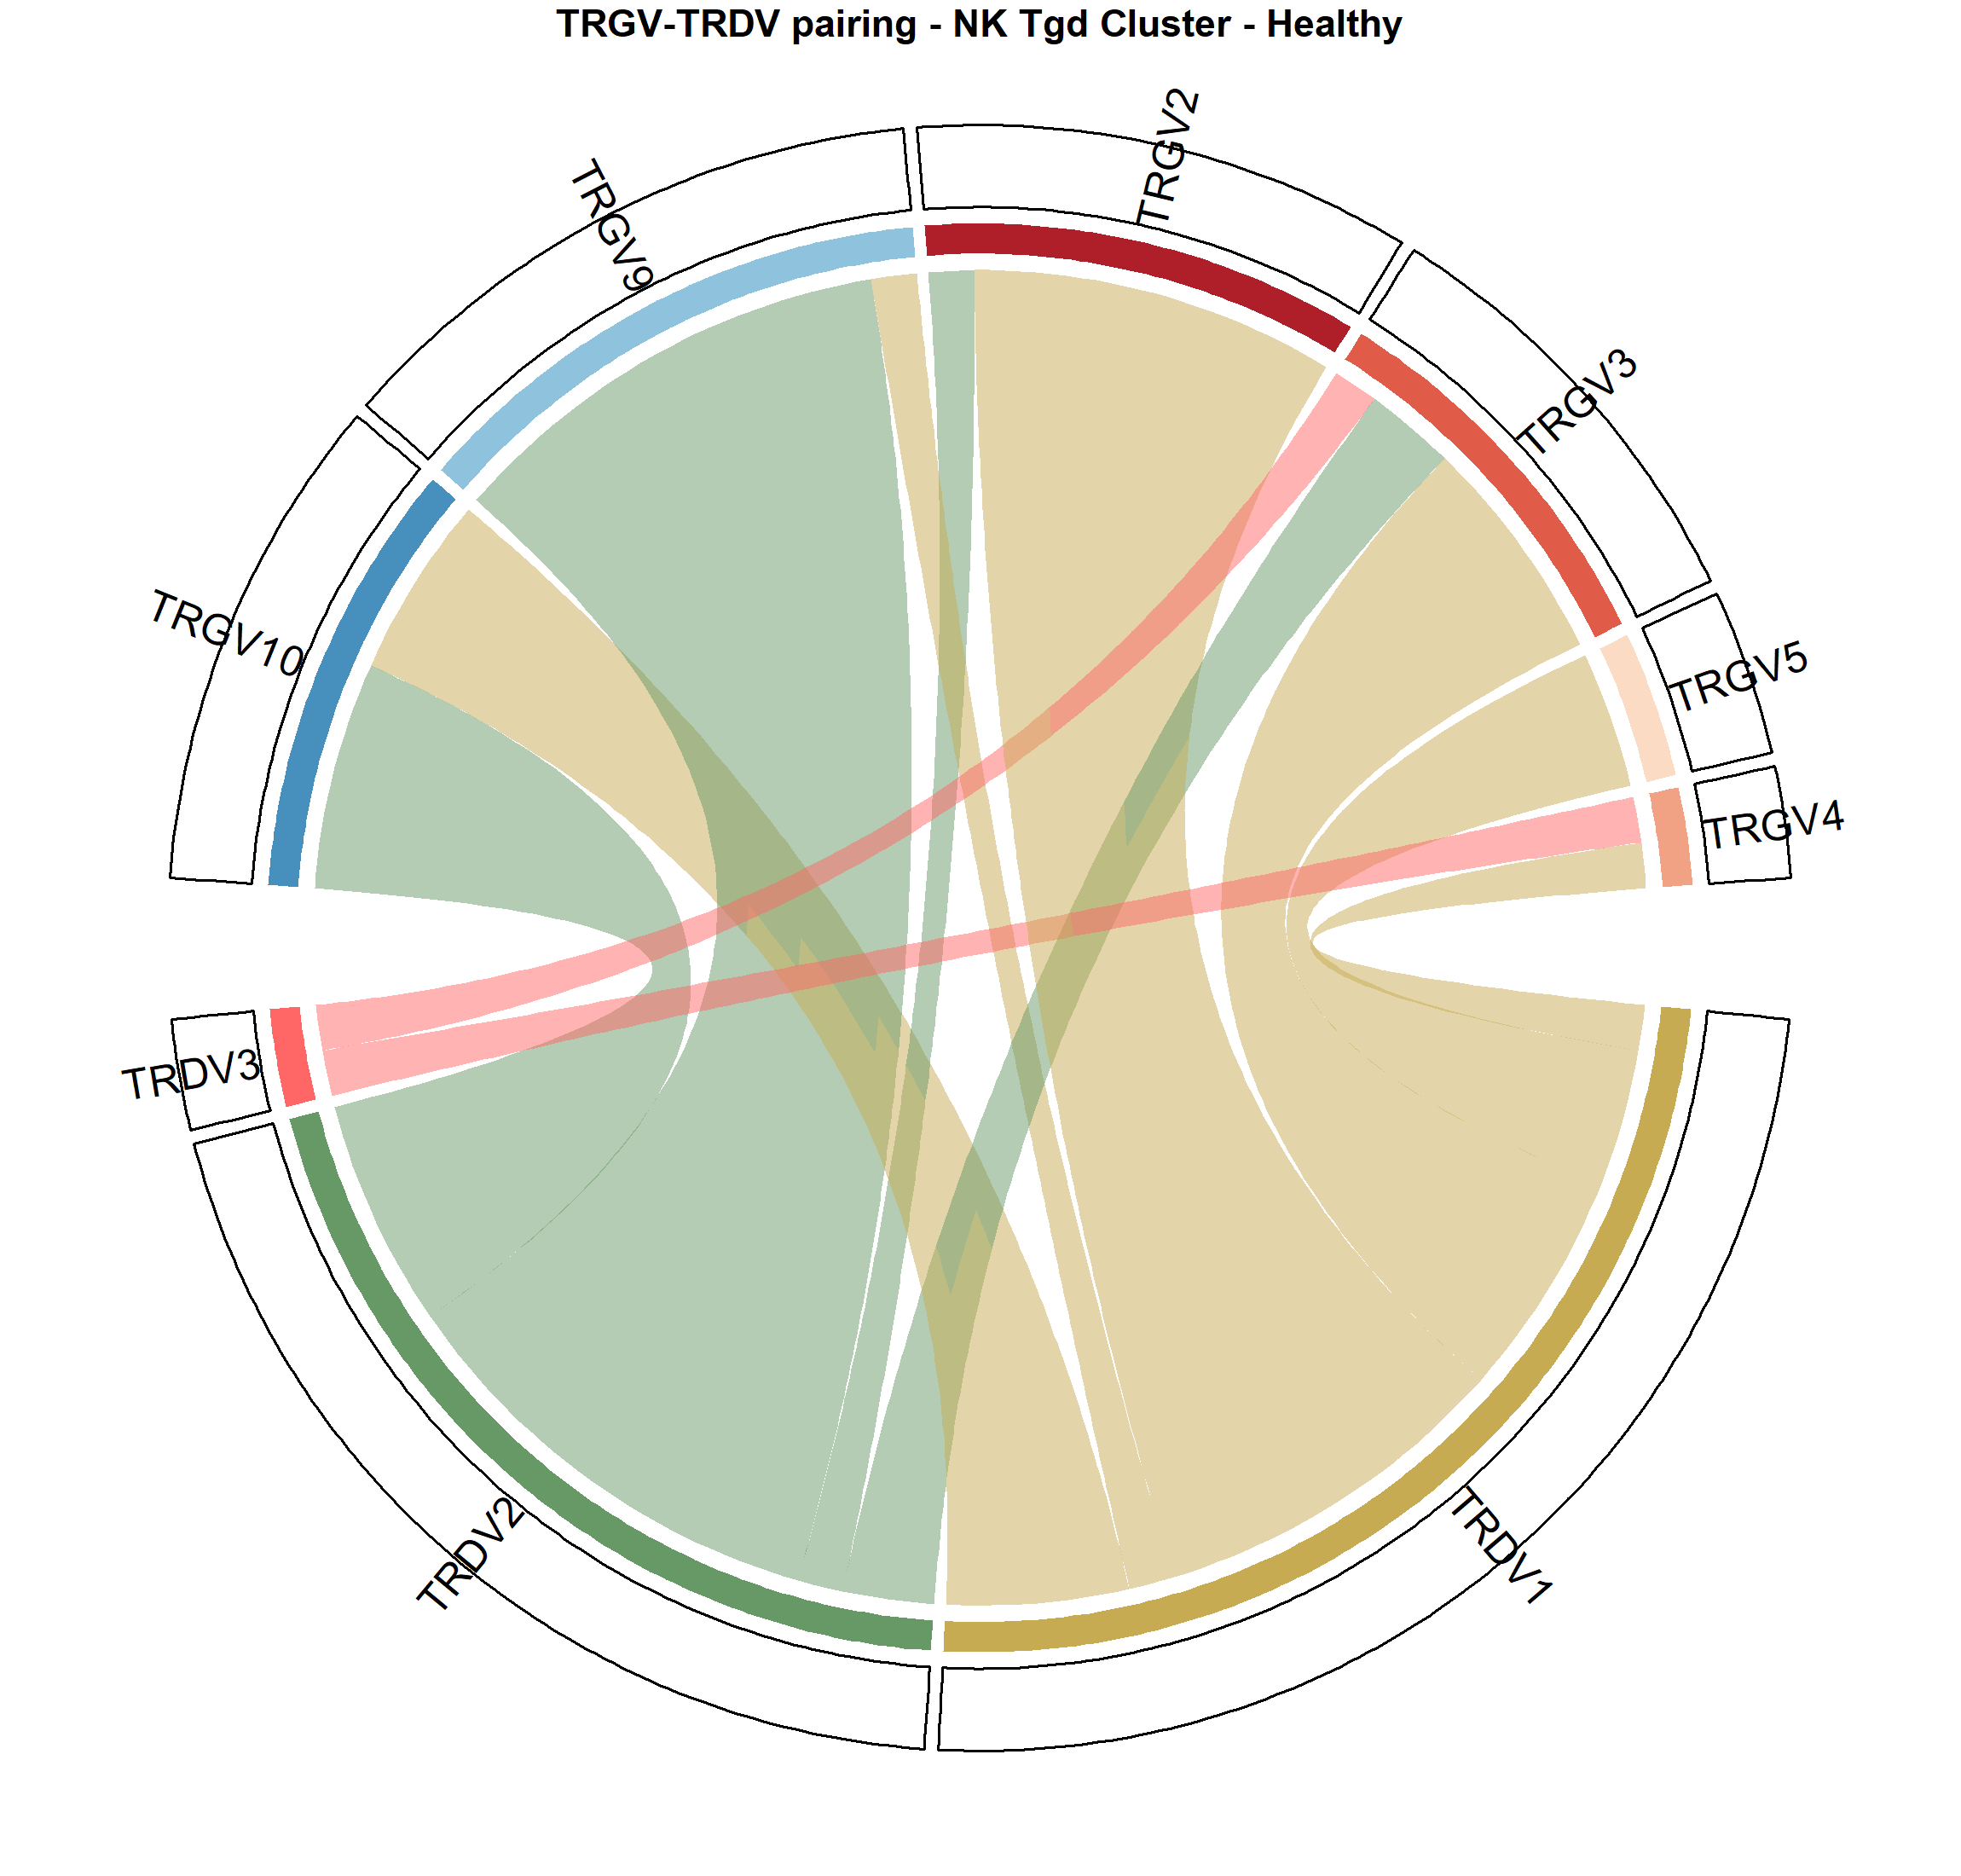 TRGV-TRDV pairing - NK Tgd Cluster - Healthy
TRGV2
TRGV9
TRGV3
TRGV10
TRGV5
TRGV4
TRDV3
TRDV2
TRDV1